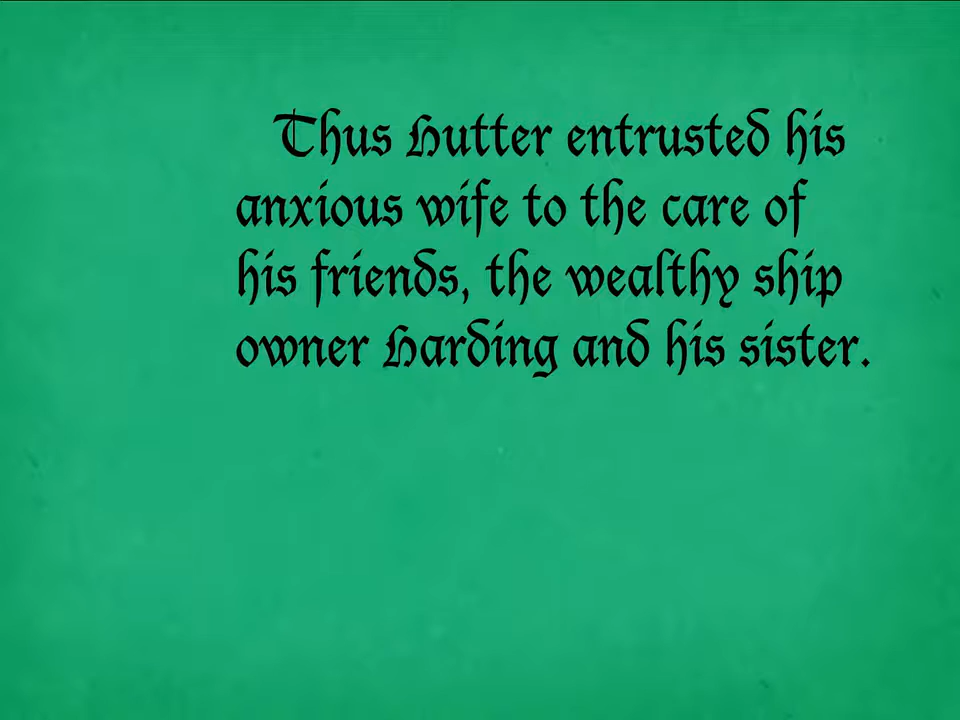 Thus Hutter entrusted his
anxious wife to the care of
his friends, the wealthy ship
owner Harding and his sister.